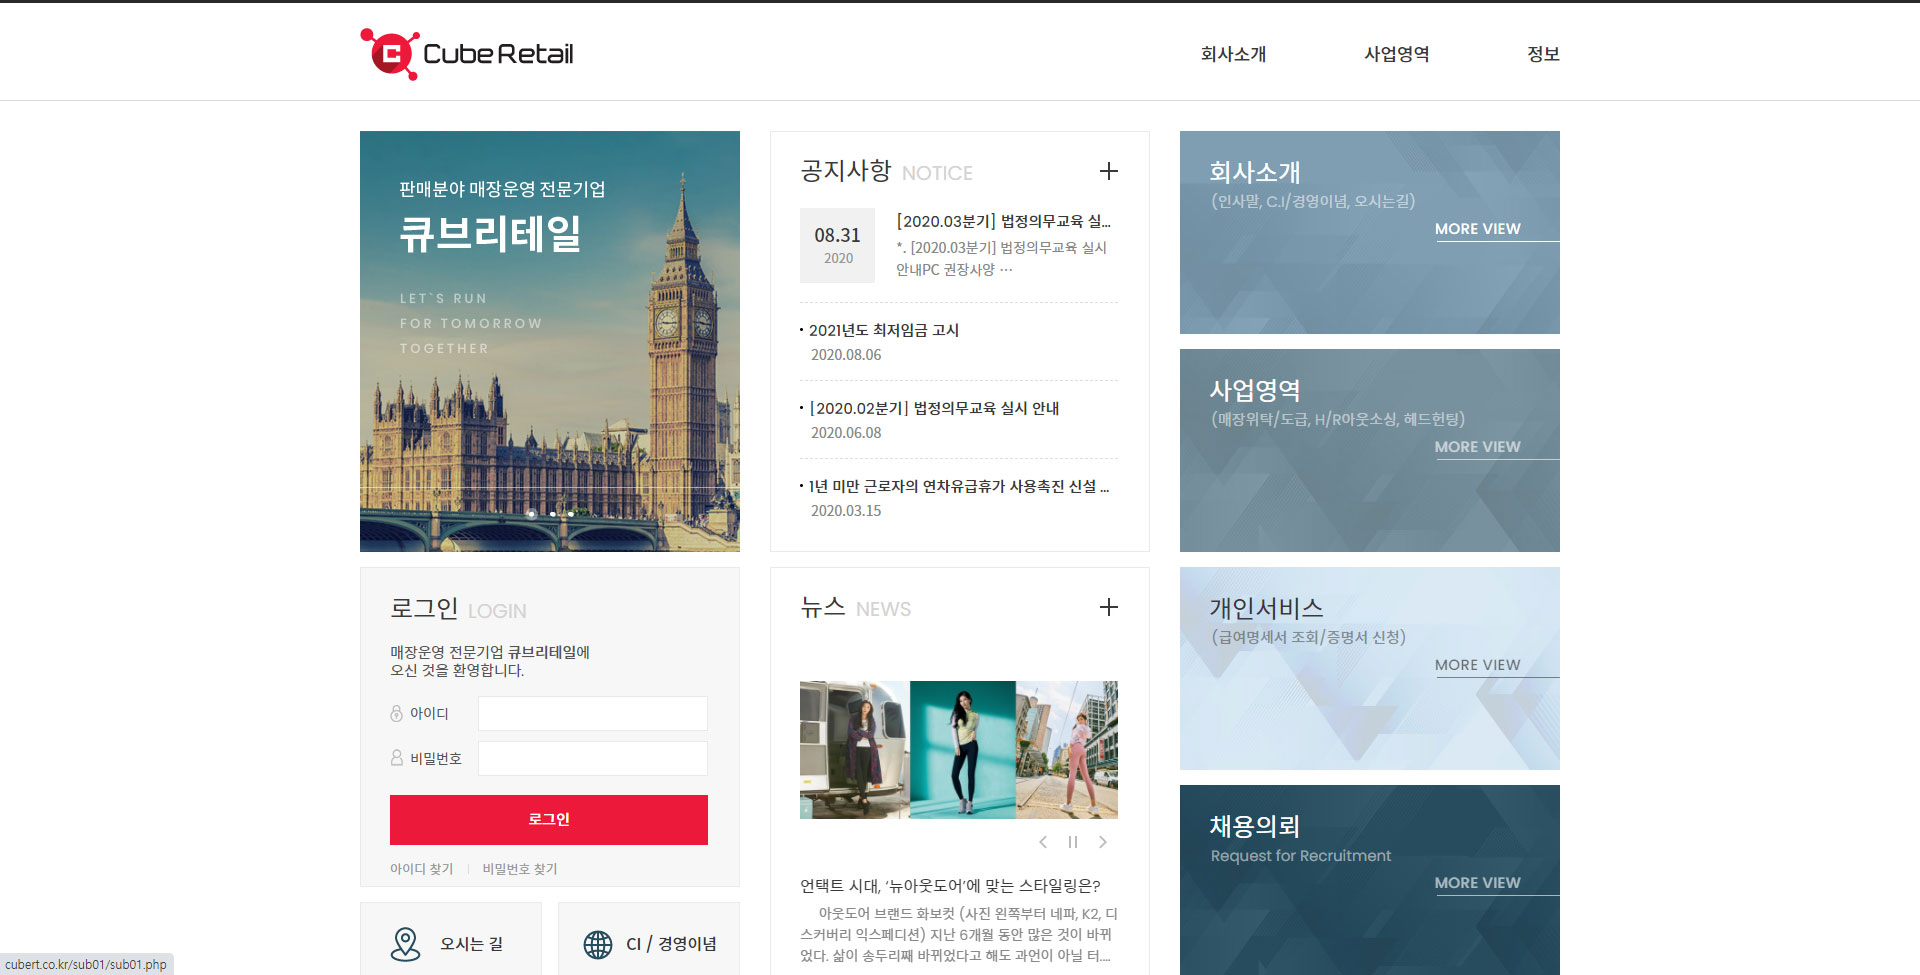 Cube Retail
회사소개
사업영역
정보
판매분야 매장운영 전문기업
큐브리테일
LET`S RUN
FOR TOMORROW
TOGETHER
공지사항 NOTICE
08.31
2020
[2020.03분기] 법정의무교육 실...
*. [2020.03분기] 법정의무교육 실시
안내PC 권장사양 ···
2021년도 최저임금 고시
2020.08.06
[2020.02분기] 법정의무교육 실시 안내
2020.06.08
1년 미만 근로자의 연차유급휴가 사용촉진 신설 ...
2020.03.15
회사소개
(인사말, C.I/경영이념, 오시는길)
MORE VIEW
사업영역
(매장위탁/도급, H/R아웃소싱, 헤드헌팅)
MORE VIEW
로그인 LOGIN
매장운영 전문기업 큐브리테일에
오신 것을 환영합니다.
아이디
비밀번호
로그인
아이디 찾기
비밀번호 찾기
오시는 길
CI / 경영이념
뉴스 NEWS
언택트 시대, ‘뉴아웃도어’에 맞는 스타일링은?
아웃도어 브랜드 화보컷 (사진 왼쪽부터 네파, K2, 디
스커버리 익스페디션) 지난 6개월 동안 많은 것이 바뀌
었다. 삶이 송두리째 바뀌었다고 해도 과언이 아닐 터....
개인서비스
(급여명세서 조회/증명서 신청)
MORE VIEW
채용의뢰
Request for Recruitment
MORE VIEW
cubert.co.kr/sub01/sub01.php